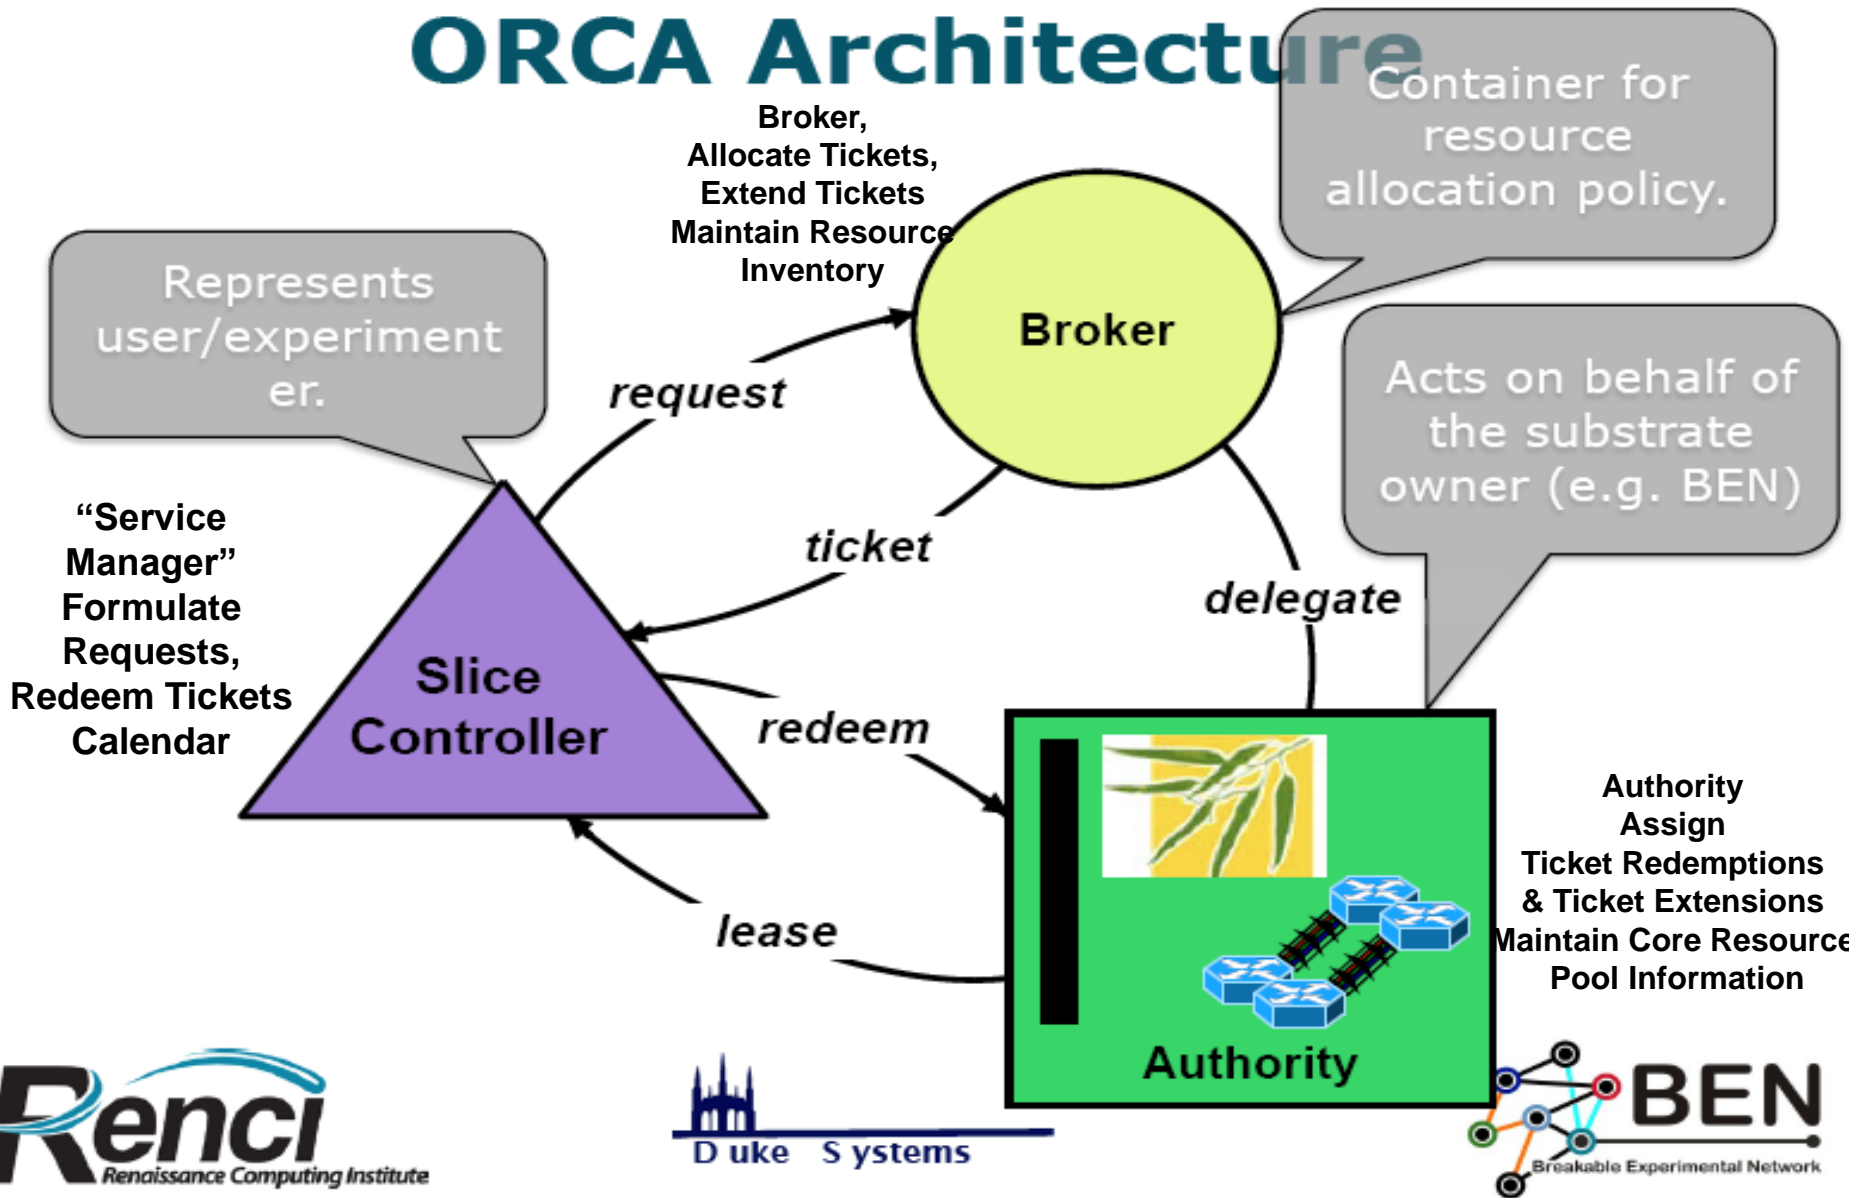 ORCA Architecture
Container for
resource
allocation policy.
Broker,
Allocate Tickets,
Extend Tickets
Maintain Resource
Inventory
Represents
user/experiment
er.
Broker
request
Acts on behalf of
the substrate
owner (e.g. BEN)
“Service
Manager”
Formulate
Requests,
Redeem Tickets
Calendar
ticket
delegate
Slice
Controller
redeem
lease
Authority
Authority
Assign
Ticket Redemptions
& Ticket Extensions
Maintain Core Resource
Pool Information
Renci
Renaissance Computing Institute
Duke Systems
BEN
Breakable Experimental Network